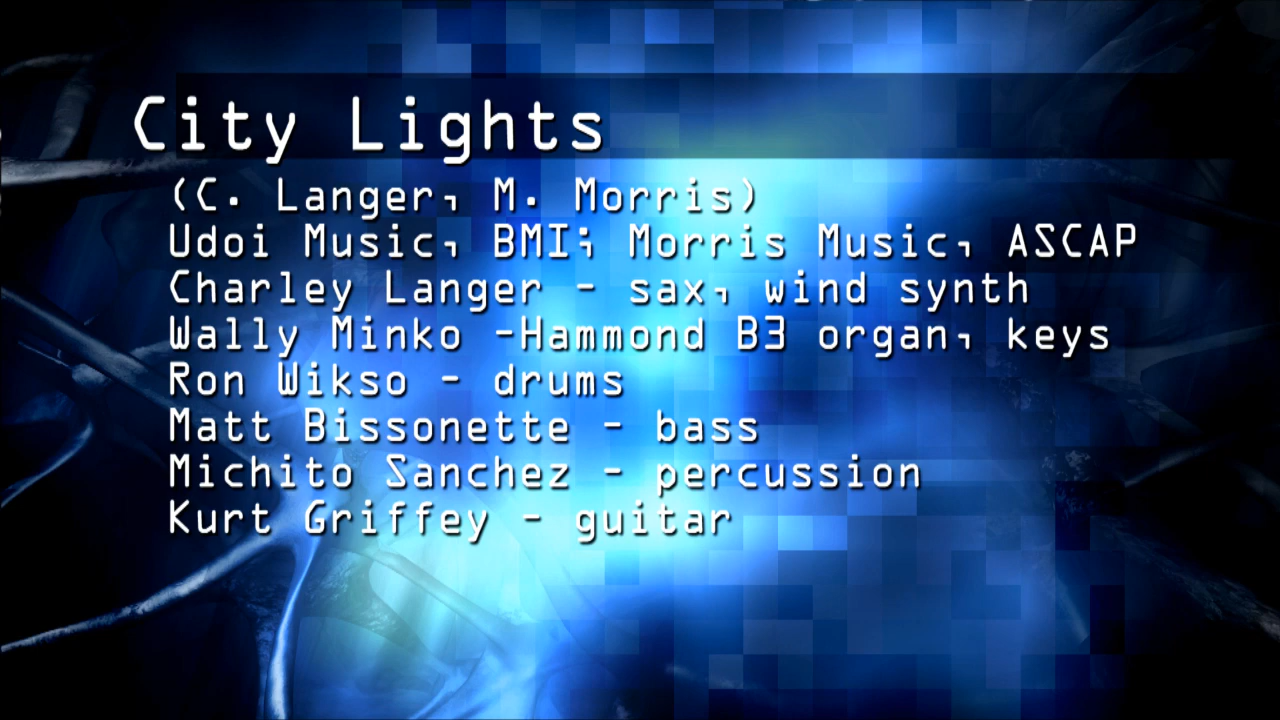 City Lights
(C. Langer, M. Morris)
Udoi Music, BMI; Morris Music, ASCAP
Charley Langer - sax, wind synth
Wally Minko -Hammond B3 organ, keys
Ron Wikso - drums
Matt Bissonette - bass
Michito Sanchez - percussion
Kurt Griffey - guitar